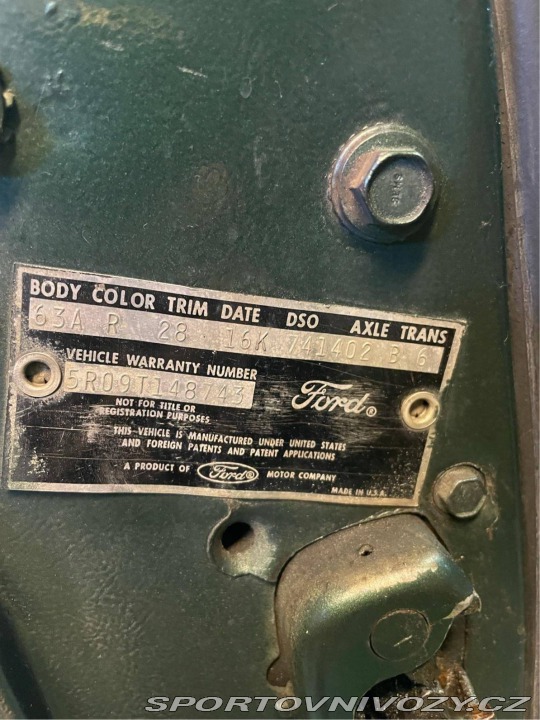 BODY COLOR TRIM DATE DSO AXLE TRANS
63A R 28 16K 741402 3 6
VEHICLE WARRANTY NUMBER
5R09T148743
NOT FOR TITLE OR
REGISTRATION PURPOSES
Ford®
THIS VEHICLE IS MANUFACTURED UNDER UNITED STATES
AND FOREIGN PATENTS AND PATENT APPLICATIONS
A PRODUCT OF Ford® MOTOR COMPANY
MADE IN U.S.A.
SPORTOVNIVOZY.CZ